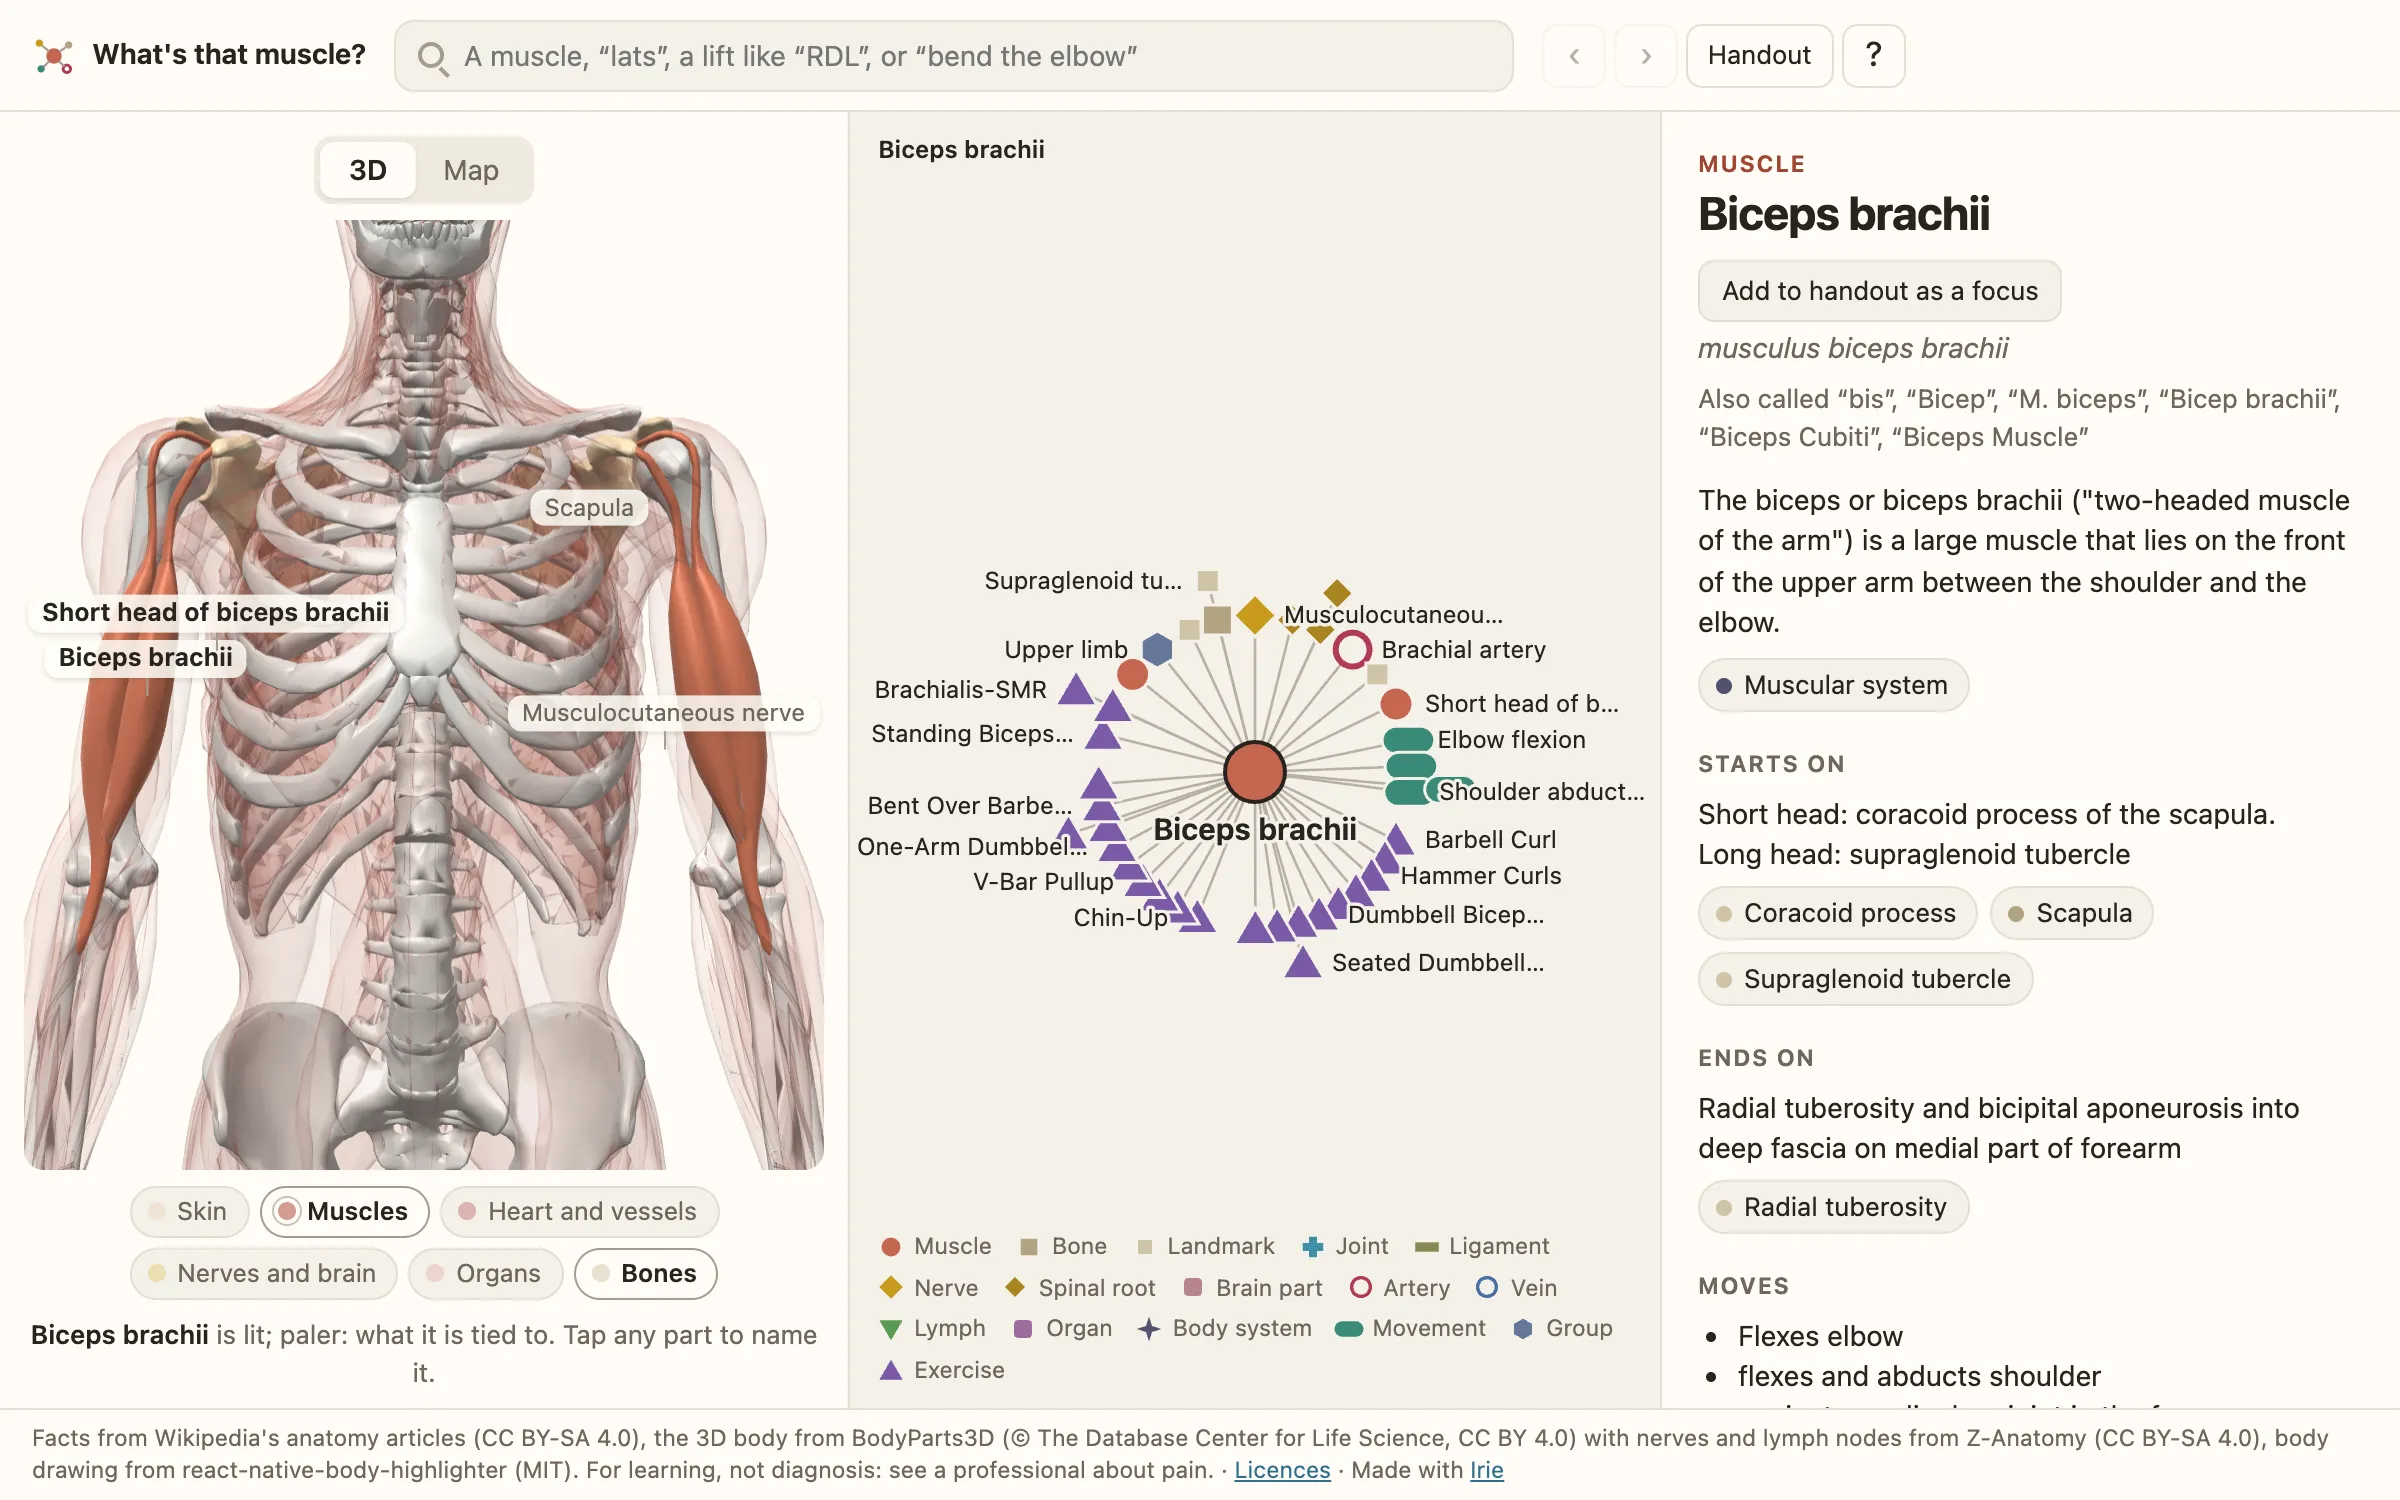 What's that muscle?
A muscle, “lats”, a lift like “RDL”, or “bend the elbow”
‹
›
Handout
?
3D
Map
Scapula
Short head of biceps brachii
Biceps brachii
Musculocutaneous nerve
Skin
Muscles
Heart and vessels
Nerves and brain
Organs
Bones
Biceps brachii is lit; paler: what it is tied to. Tap any part to name
it.
Biceps brachii
Supraglenoid tu...
Musculocutaneou...
Upper limb
Brachial artery
Brachialis-SMR
Short head of b...
Standing Biceps...
Elbow flexion
Shoulder abduct...
Bent Over Barbe...
Biceps brachii
Barbell Curl
One-Arm Dumbbel...
Hammer Curls
V-Bar Pullup
Dumbbell Bicep...
Chin-Up
Seated Dumbbell...
Muscle
Bone
Landmark
Joint
Ligament
Nerve
Spinal root
Brain part
Artery
Vein
Lymph
Organ
Body system
Movement
Group
Exercise
MUSCLE
Biceps brachii
Add to handout as a focus
musculus biceps brachii
Also called “bis”, “Bicep”, “M. biceps”, “Bicep brachii”,
“Biceps Cubiti”, “Biceps Muscle”
The biceps or biceps brachii ("two-headed muscle
of the arm") is a large muscle that lies on the front
of the upper arm between the shoulder and the
elbow.
Muscular system
STARTS ON
Short head: coracoid process of the scapula.
Long head: supraglenoid tubercle
Coracoid process
Scapula
Supraglenoid tubercle
ENDS ON
Radial tuberosity and bicipital aponeurosis into
deep fascia on medial part of forearm
Radial tuberosity
MOVES
Flexes elbow
flexes and abducts shoulder
Facts from Wikipedia's anatomy articles (CC BY-SA 4.0), the 3D body from BodyParts3D (© The Database Center for Life Science, CC BY 4.0) with nerves and lymph nodes from Z-Anatomy (CC BY-SA 4.0), body
drawing from react-native-body-highlighter (MIT). For learning, not diagnosis: see a professional about pain. · Licences · Made with Irie